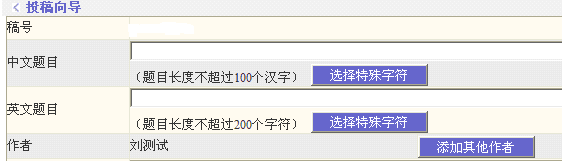 投稿向导
稿号
中文题目
(题目长度不超过100个汉字) 选择特殊字符
英文题目
(题目长度不超过200个字符) 选择特殊字符
作者 刘测试 添加其他作者